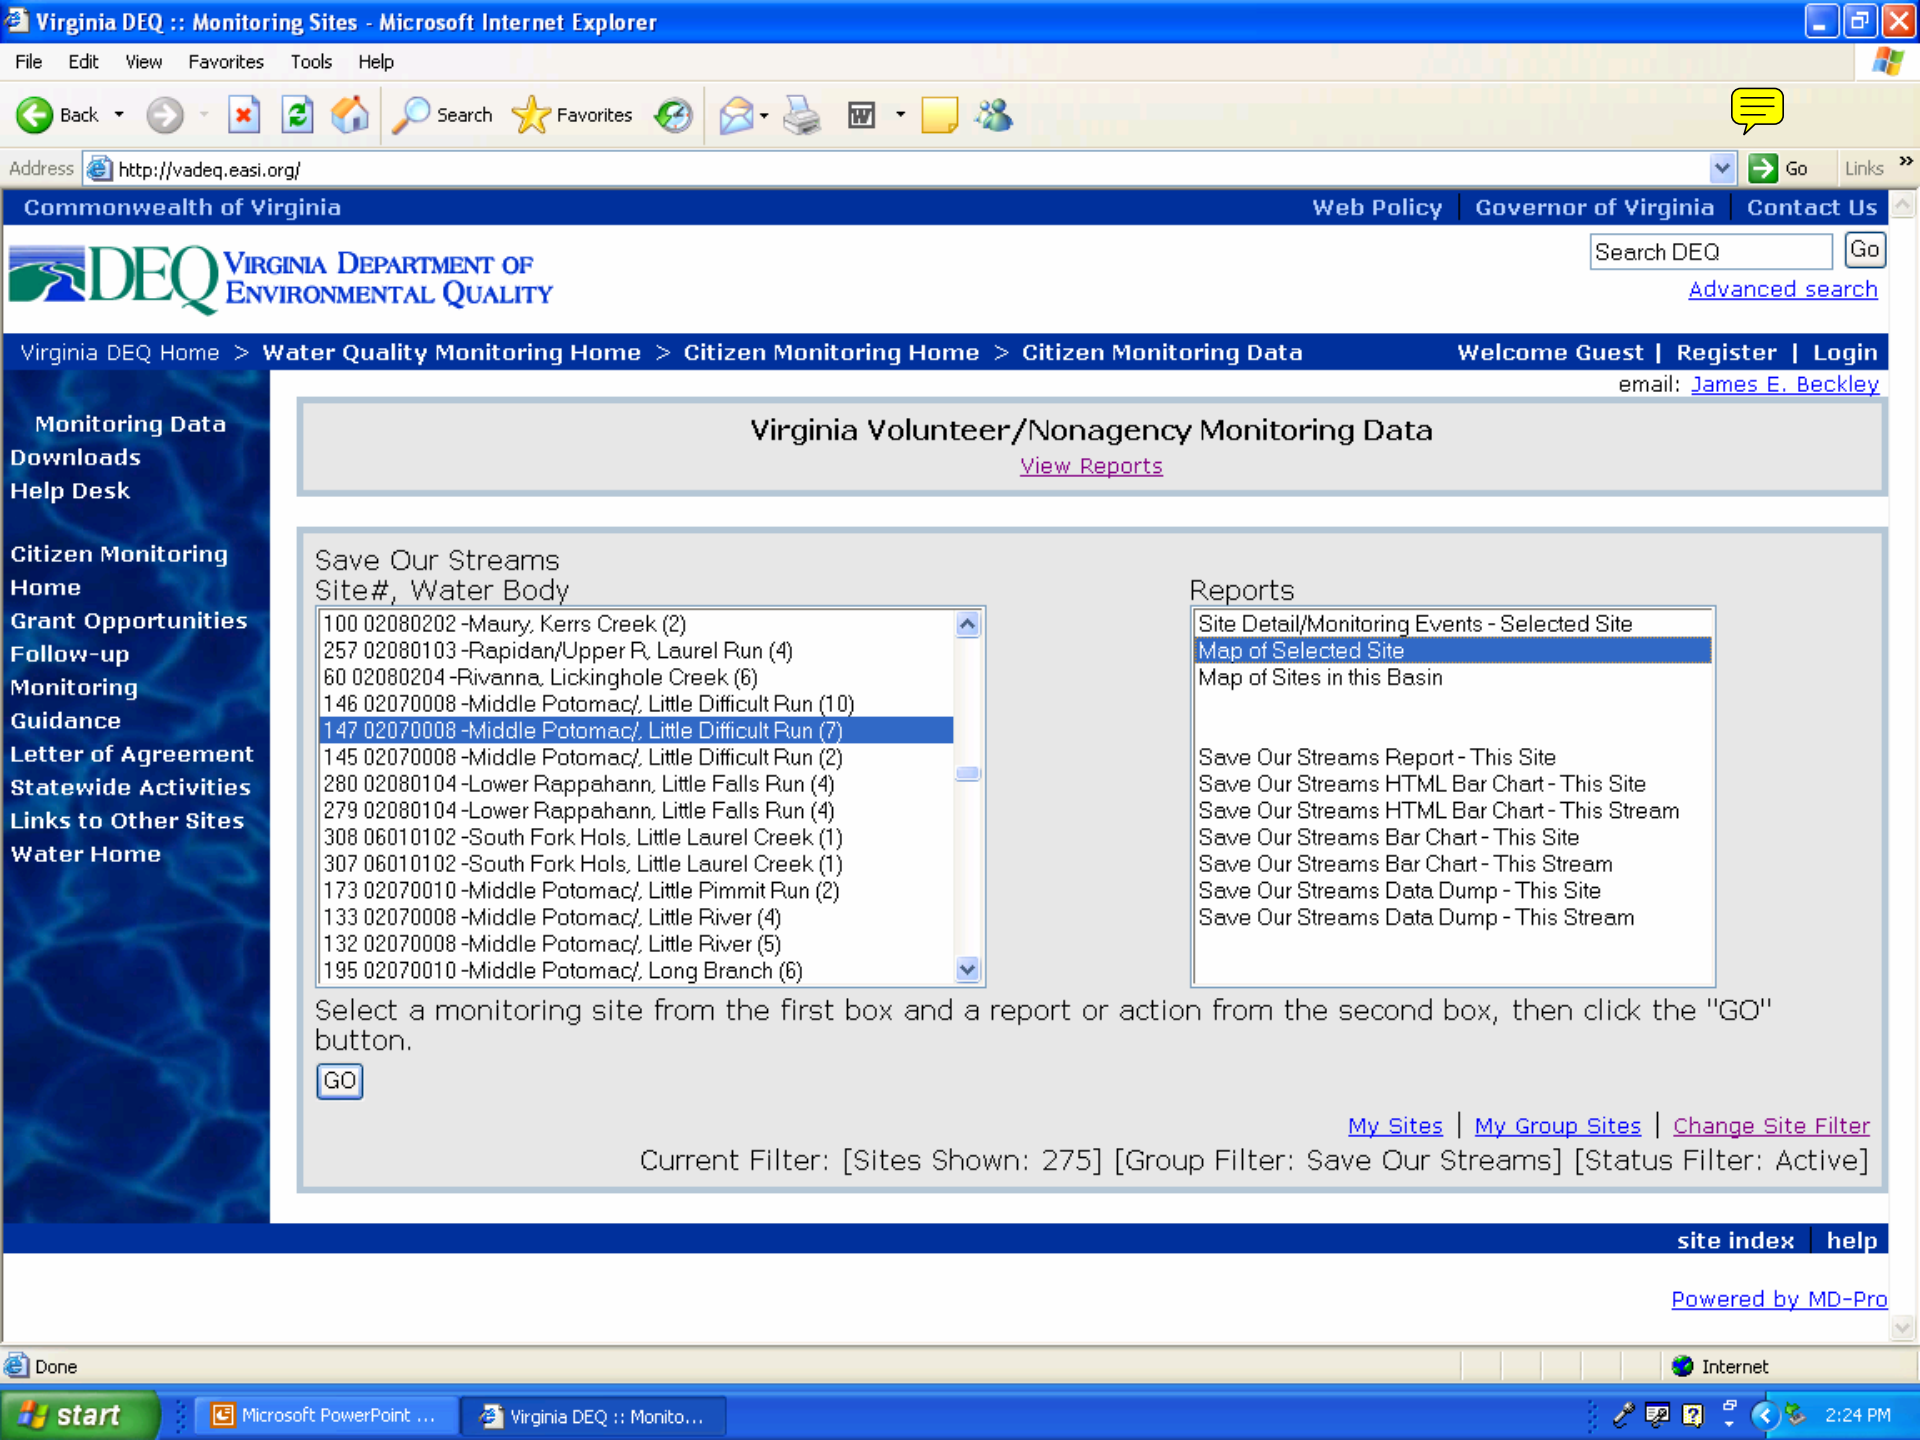 Virginia DEQ :: Monitoring Sites - Microsoft Internet Explorer
File Edit View Favorites Tools Help
Back Search Favorites
Address http://vadeq.easi.org/ Go Links »
Commonwealth of Virginia Web Policy Governor of Virginia Contact Us
DEQ VIRGINIA DEPARTMENT OF
ENVIRONMENTAL QUALITY
Search DEQ Go
Advanced search
Virginia DEQ Home > Water Quality Monitoring Home > Citizen Monitoring Home > Citizen Monitoring Data Welcome Guest | Register | Login
email: James E. Beckley
Monitoring Data
Downloads
Help Desk
Citizen Monitoring
Home
Grant Opportunities
Follow-up
Monitoring
Guidance
Letter of Agreement
Statewide Activities
Links to Other Sites
Water Home
Virginia Volunteer/Nonagency Monitoring Data
View Reports
Save Our Streams
Site#, Water Body
100 02080202 -Maury, Kerrs Creek (2)
257 02080103 -Rapidan/Upper R, Laurel Run (4)
60 02080204 -Rivanna, Lickinghole Creek (6)
146 02070008 -Middle Potomac/, Little Difficult Run (10)
147 02070008 -Middle Potomac/, Little Difficult Run (7)
145 02070008 -Middle Potomac/, Little Difficult Run (2)
280 02080104 -Lower Rappahann, Little Falls Run (4)
279 02080104 -Lower Rappahann, Little Falls Run (4)
308 06010102 -South Fork Hols, Little Laurel Creek (1)
307 06010102 -South Fork Hols, Little Laurel Creek (1)
173 02070010 -Middle Potomac/, Little Pimmit Run (2)
133 02070008 -Middle Potomac/, Little River (4)
132 02070008 -Middle Potomac/, Little River (5)
195 02070010 -Middle Potomac/, Long Branch (6)
Reports
Site Detail/Monitoring Events - Selected Site
Map of Selected Site
Map of Sites in this Basin
Save Our Streams Report - This Site
Save Our Streams HTML Bar Chart - This Site
Save Our Streams HTML Bar Chart - This Stream
Save Our Streams Bar Chart - This Site
Save Our Streams Bar Chart - This Stream
Save Our Streams Data Dump - This Site
Save Our Streams Data Dump - This Stream
Select a monitoring site from the first box and a report or action from the second box, then click the "GO"
button.
GO
My Sites | My Group Sites | Change Site Filter
Current Filter: [Sites Shown: 275] [Group Filter: Save Our Streams] [Status Filter: Active]
site index help
Powered by MD-Pro
Done Internet
start Microsoft PowerPoint ... Virginia DEQ :: Monito... 2:24 PM